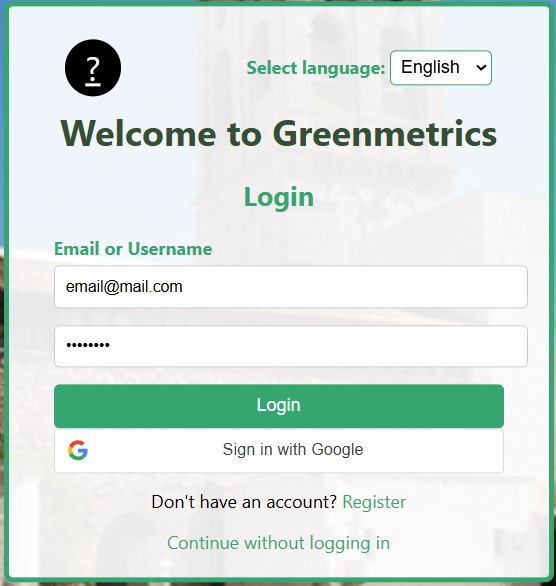 ?
Select language: English
Welcome to Greenmetrics
Login
Email or Username
email@mail.com
••••••••
Login
Sign in with Google
Don't have an account? Register
Continue without logging in